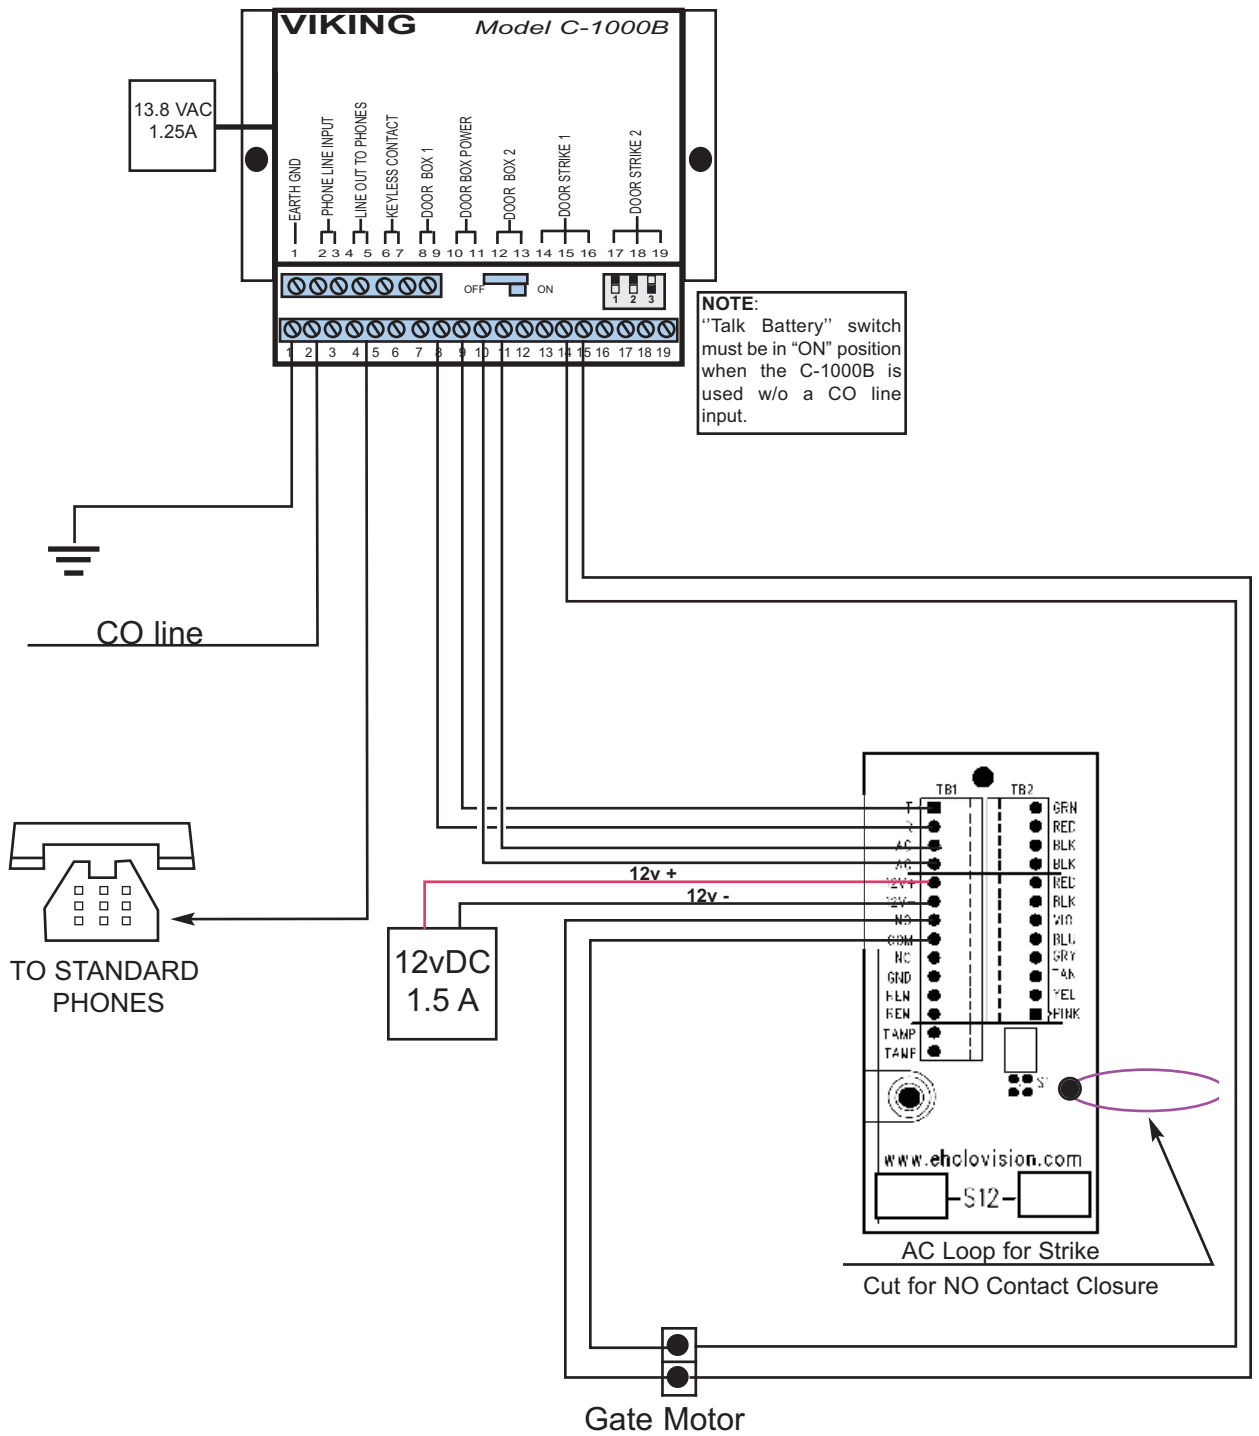 VIKING Model C-1000B
13.8 VAC
1.25A
EARTH GND
PHONE LINE INPUT
LINE OUT TO PHONES
KEYLESS CONTACT
DOOR BOX 1
DOOR BOX POWER
DOOR BOX 2
DOOR STRIKE 1
DOOR STRIKE 2
1 2 3 4 5 6 7 8 9 10 11 12 13 14 15 16 17 18 19
OFF ON
1 2 3
1 2 3 4 5 6 7 8 9 10 11 12 13 14 15 16 17 18 19
NOTE:
‘‘Talk Battery’’ switch
must be in “ON” position
when the C-1000B is
used w/o a CO line
input.
CO line
TO STANDARD
PHONES
12v +
12v -
12vDC
1.5 A
TB1 TB2
T GRN
RED
AC BLK
AC BLK
12V+ RED
12V- BLK
NO VIO
COM BLU
NC GRY
GND TAN
REN YEL
REN PINK
TAMP
TAMP
www.ehclovision.com
S12
AC Loop for Strike
Cut for NO Contact Closure
Gate Motor